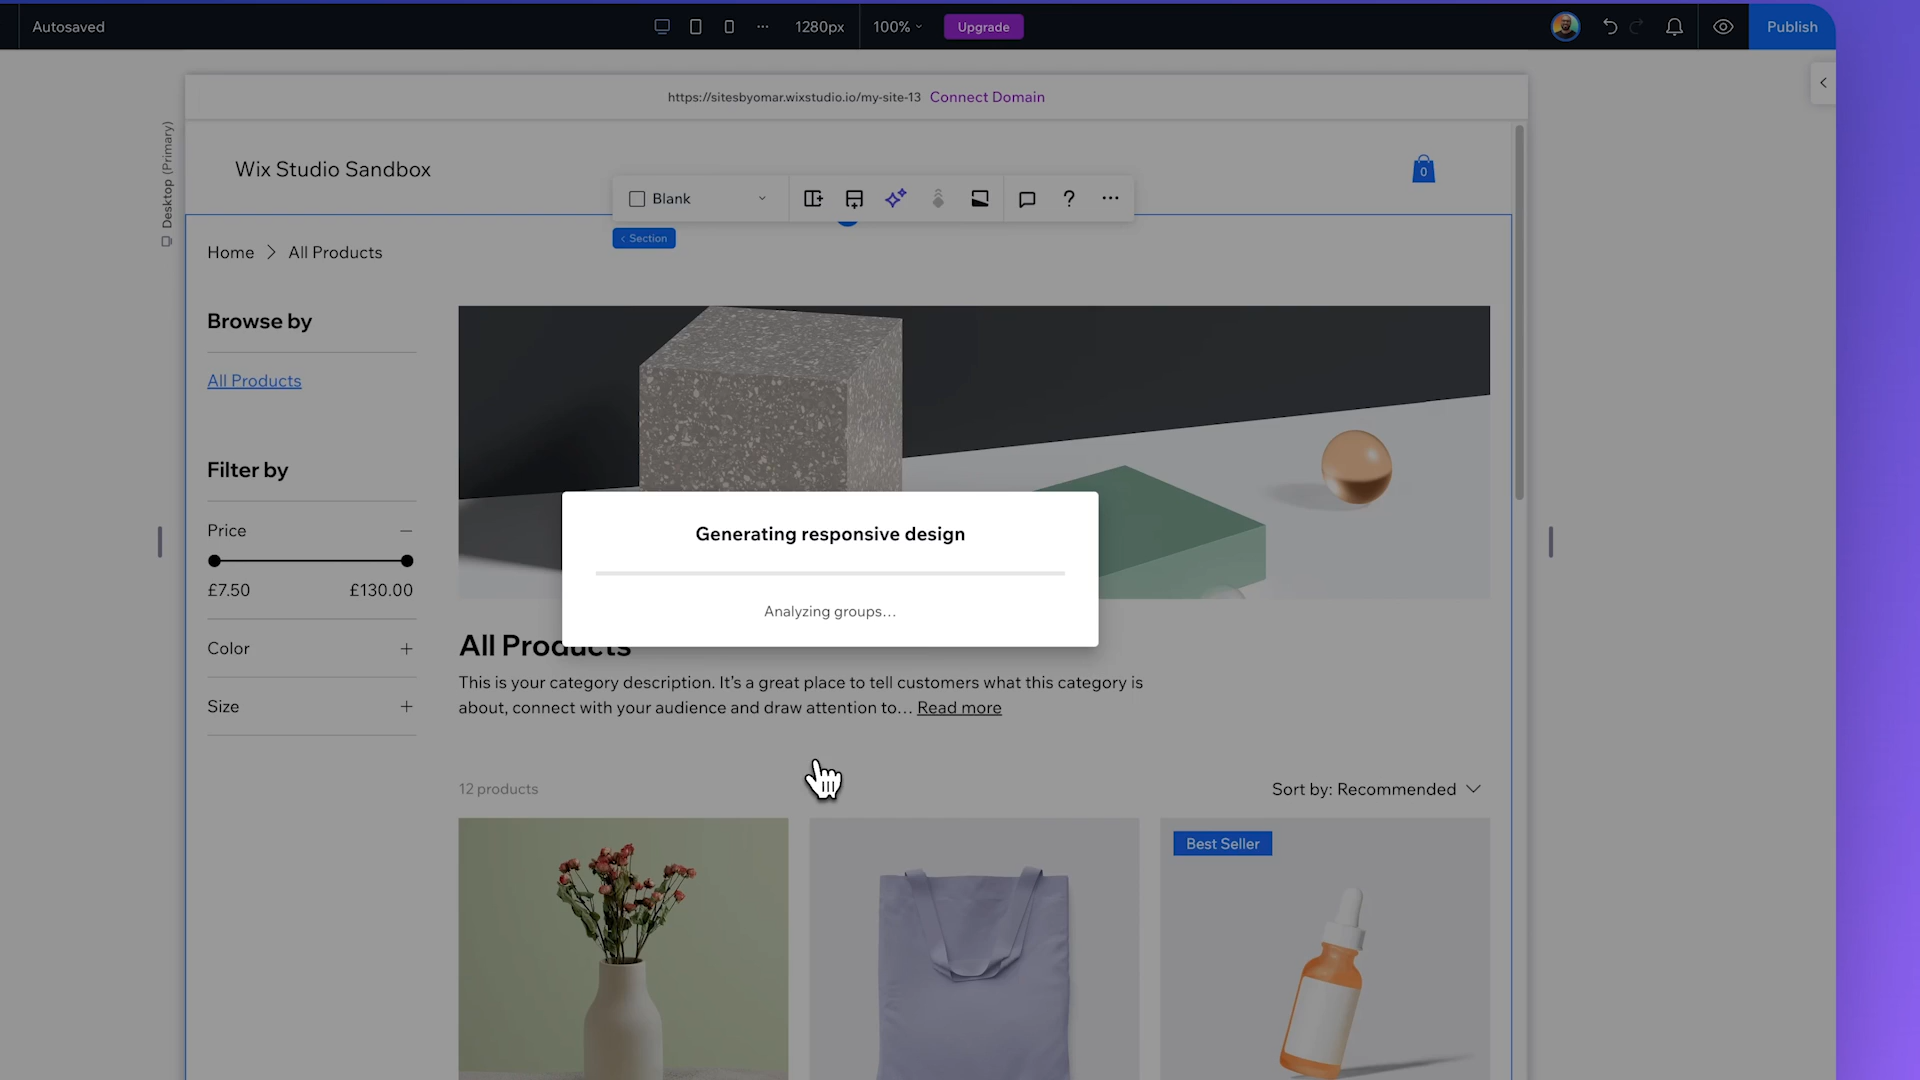 Autosaved
1280px
100%
Upgrade
Publish
https://sitesbyomar.wixstudio.io/my-site-13 Connect Domain
Desktop (Primary)
Wix Studio Sandbox
0
Blank
?
< Section
Home > All Products
Browse by
All Products
Filter by
Price
£7.50 £130.00
Color
Size
Generating responsive design
Analyzing groups...
All Products
This is your category description. It's a great place to tell customers what this category is
about, connect with your audience and draw attention to... Read more
12 products
Sort by: Recommended
Best Seller